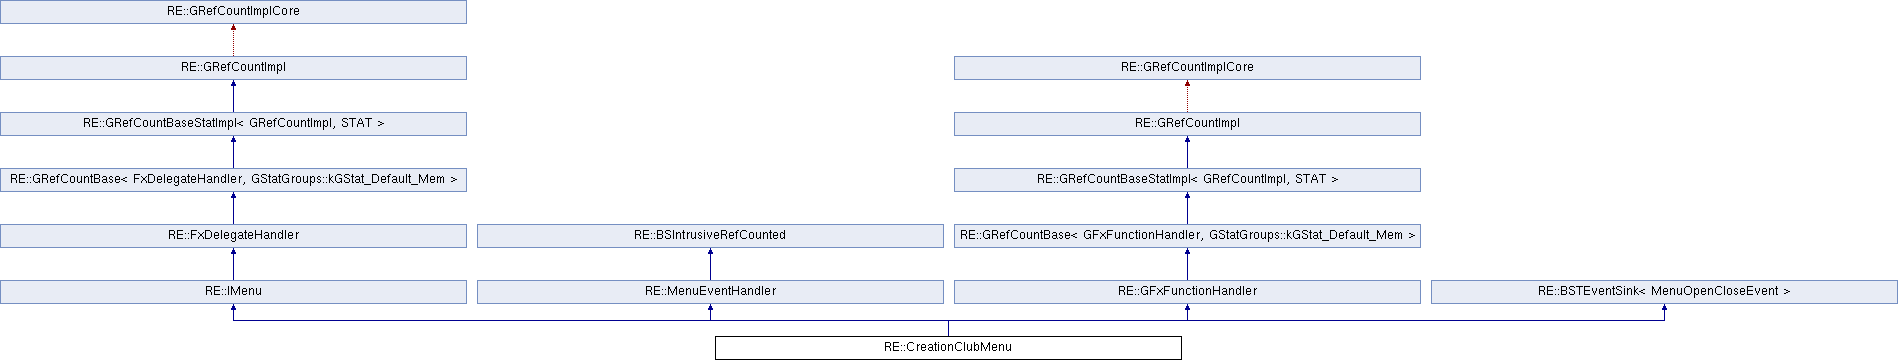 RE::GRefCountImplCore
RE::GRefCountImpl
RE::GRefCountImplCore
RE::GRefCountBaseStatImpl< GRefCountImpl, STAT >
RE::GRefCountImpl
RE::GRefCountBase< FxDelegateHandler, GStatGroups::kGStat_Default_Mem >
RE::GRefCountBaseStatImpl< GRefCountImpl, STAT >
RE::FxDelegateHandler
RE::BSIntrusiveRefCounted
RE::GRefCountBase< GFxFunctionHandler, GStatGroups::kGStat_Default_Mem >
RE::IMenu
RE::MenuEventHandler
RE::GFxFunctionHandler
RE::BSTEventSink< MenuOpenCloseEvent >
RE::CreationClubMenu